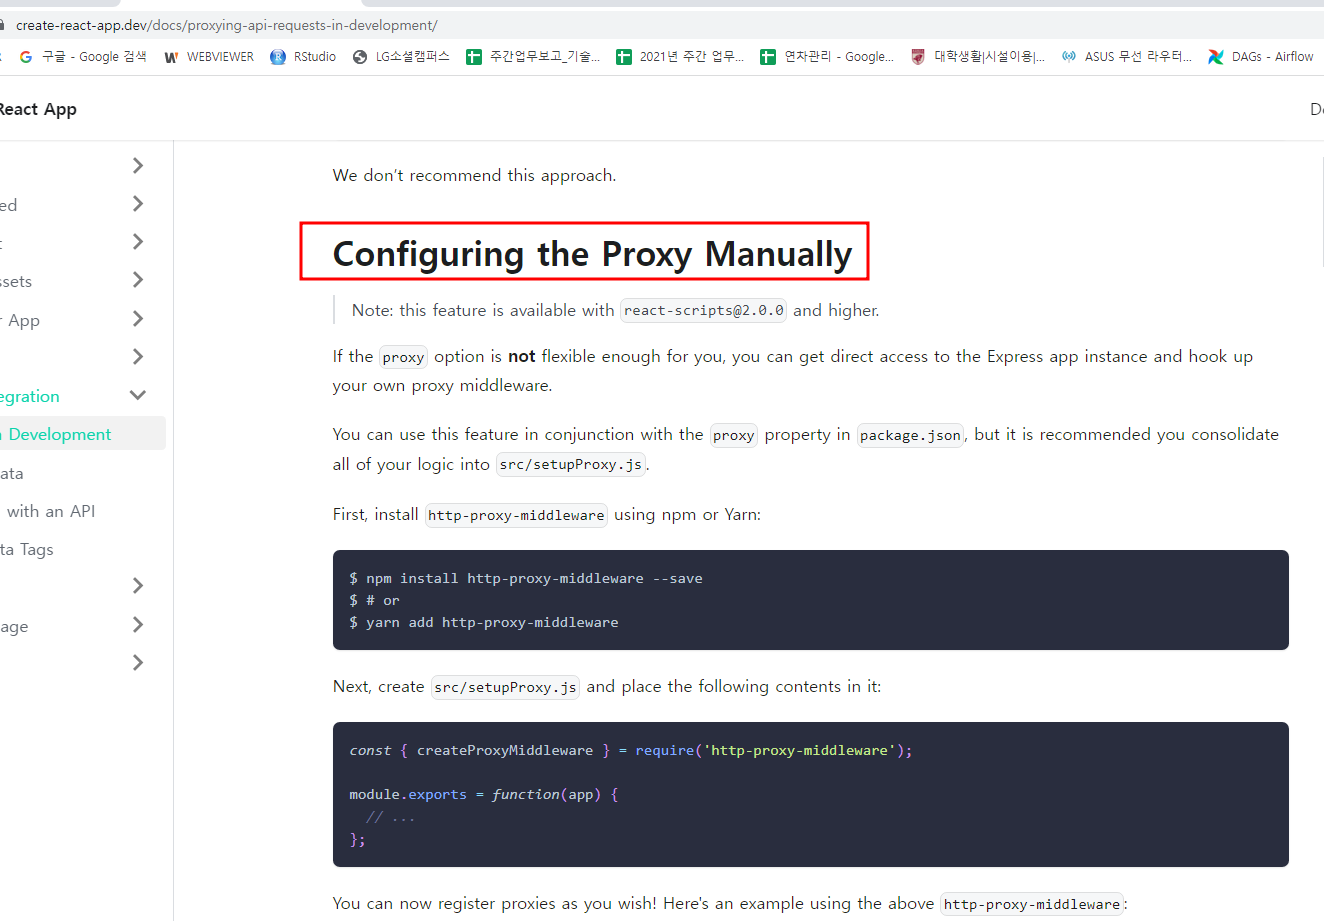 create-react-app.dev/docs/proxying-api-requests-in-development/
구글 - Google 검색 WEBVIEWER RStudio LG소셜캠퍼스 주간업무보고_기술... 2021년 주간 업무... 연차관리 - Google... 대학생활|시설이용|... ASUS 무선 라우터... DAGs - Airflow
React App
We don't recommend this approach.
ed
Configuring the Proxy Manually
ssets
Note: this feature is available with react-scripts@2.0.0 and higher.
r App
If the proxy option is not flexible enough for you, you can get direct access to the Express app instance and hook up
your own proxy middleware.
egration
Development
You can use this feature in conjunction with the proxy property in package.json, but it is recommended you consolidate
all of your logic into src/setupProxy.js.
ata
with an API
First, install http-proxy-middleware using npm or Yarn:
ta Tags
$ npm install http-proxy-middleware --save
$ # or
$ yarn add http-proxy-middleware
age
Next, create src/setupProxy.js and place the following contents in it:
const { createProxyMiddleware } = require('http-proxy-middleware');
module.exports = function(app) {
// ...
};
You can now register proxies as you wish! Here's an example using the above http-proxy-middleware: